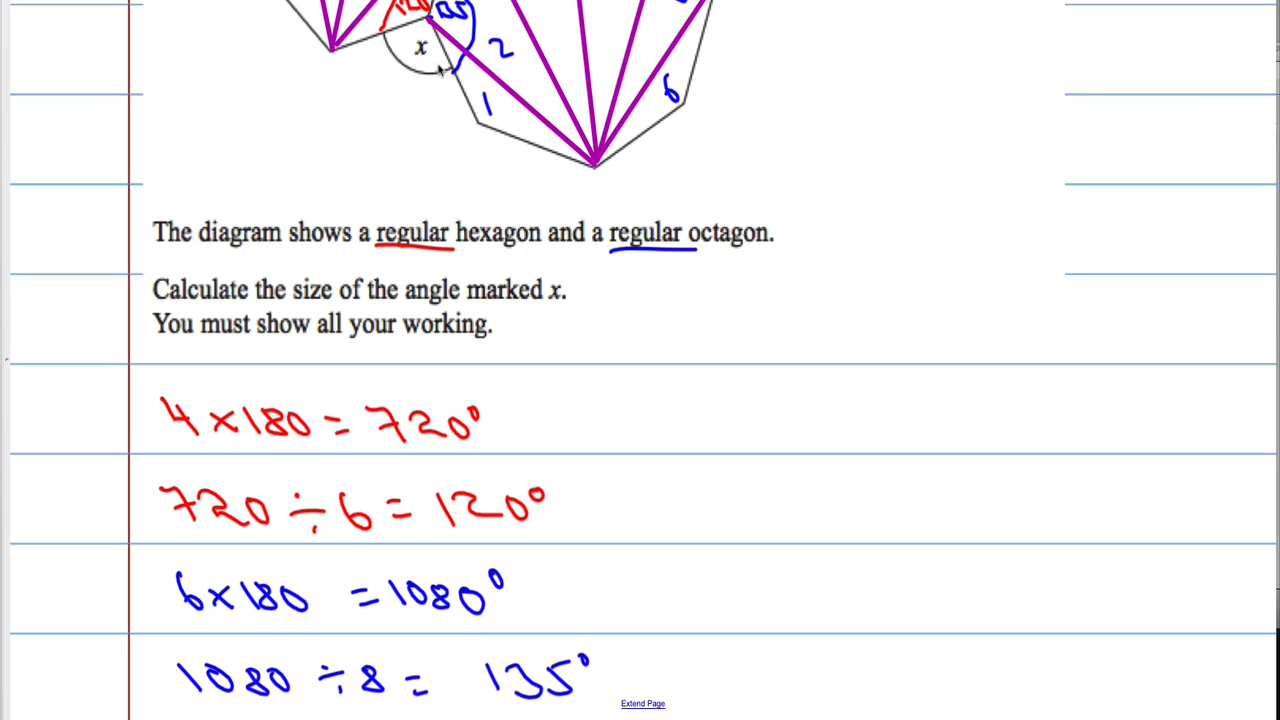 120 135
x
2
6
1
The diagram shows a regular hexagon and a regular octagon.
Calculate the size of the angle marked x.
You must show all your working.
4 × 180 = 720°
720 ÷ 6 = 120°
6 × 180 = 1080°
1080 ÷ 8 = 135°
Extend Page